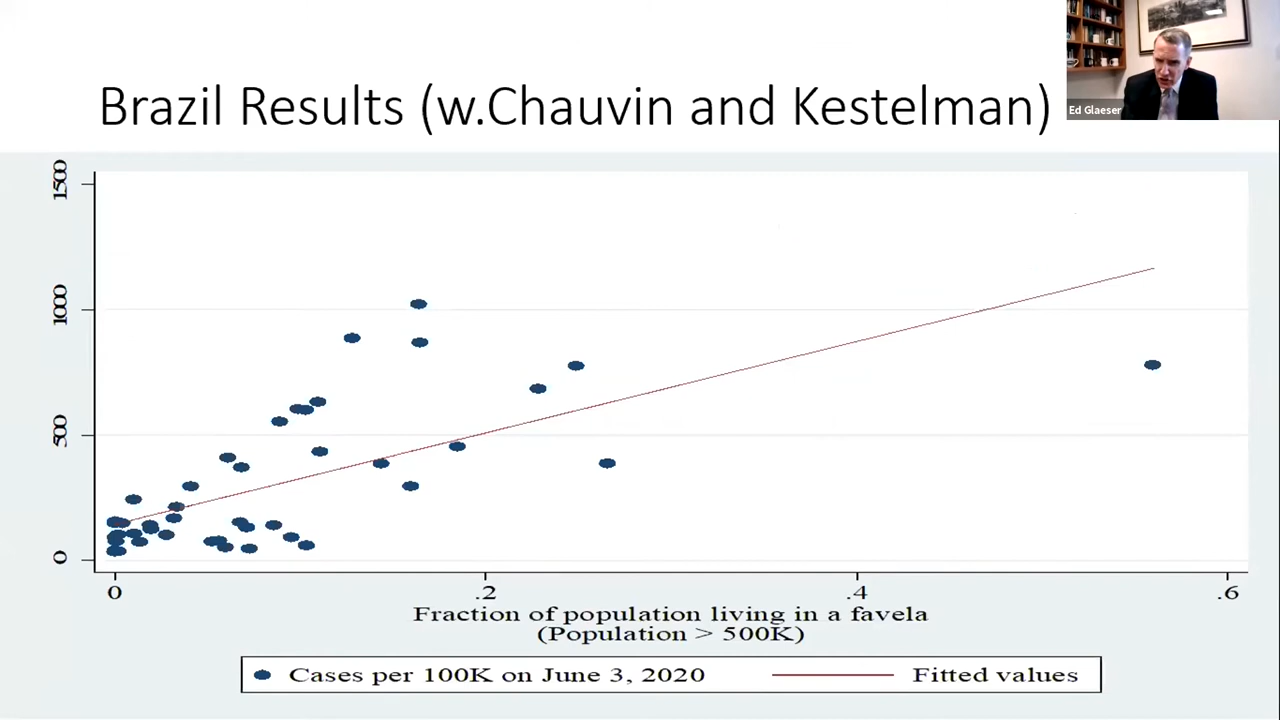 Brazil Results (w.Chauvin and Kestelman)
Ed Glaeser
1500
1000
500
0
0 .2 .4 .6
Fraction of population living in a favela
(Population > 500K)
Cases per 100K on June 3, 2020 Fitted values